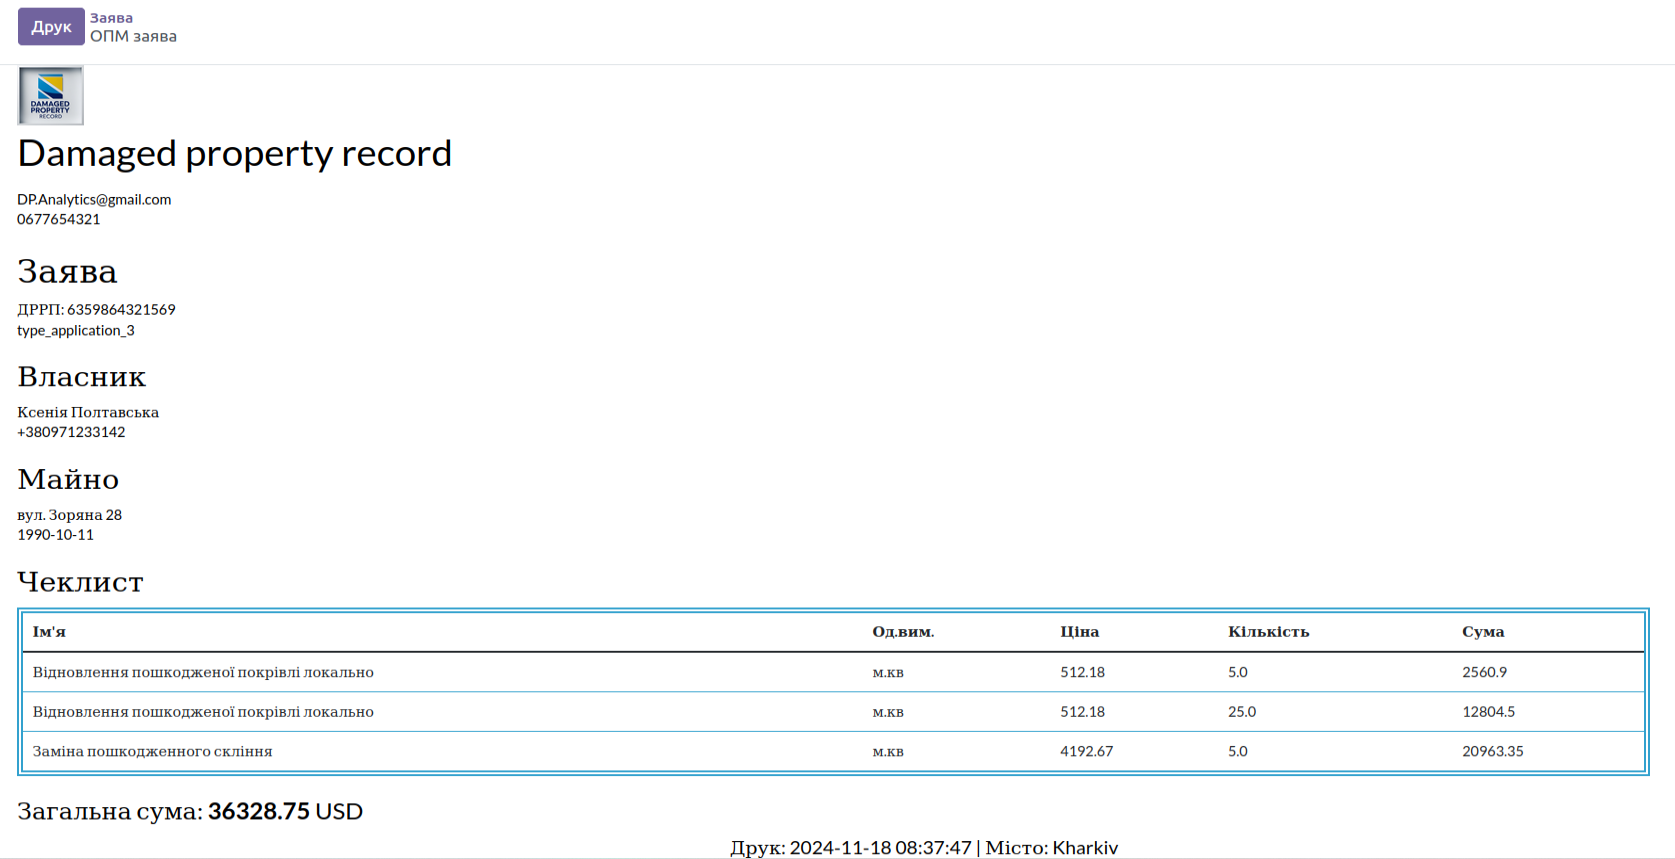 Друк
Заява
ОПМ заява
DAMAGED
PROPERTY
RECORD
Damaged property record
DP.Analytics@gmail.com
0677654321
Заява
ДРРП: 6359864321569
type_application_3
Власник
Ксенія Полтавська
+380971233142
Майно
вул. Зоряна 28
1990-10-11
Чеклист
Ім'я Од.вим. Ціна Кількість Сума
Відновлення пошкодженої покрівлі локально м.кв 512.18 5.0 2560.9
Відновлення пошкодженої покрівлі локально м.кв 512.18 25.0 12804.5
Заміна пошкодженного скління м.кв 4192.67 5.0 20963.35
Загальна сума: 36328.75 USD
Друк: 2024-11-18 08:37:47 | Місто: Kharkiv